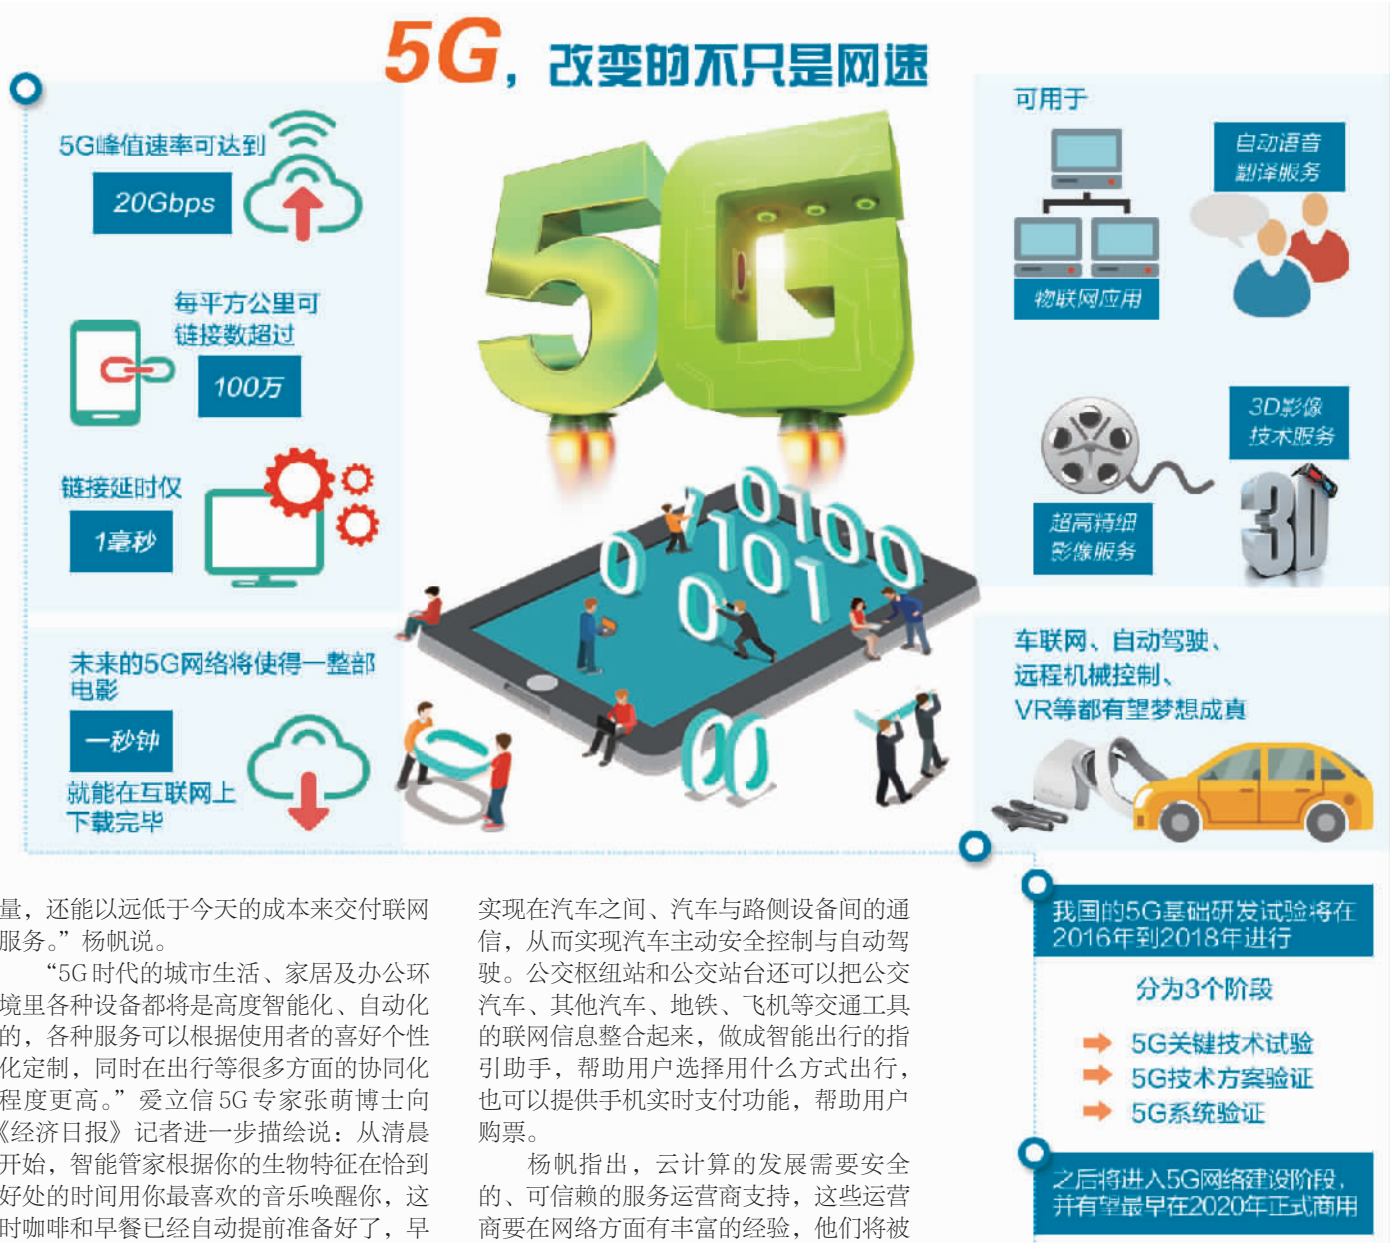 5G，改变的不只是网速
5G峰值速率可达到
20Gbps
每平方公里可
链接数超过
100万
链接延时仅
1毫秒
未来的5G网络将使得一整部
电影
一秒钟
就能在互联网上
下载完毕
5G
0 1 0 1 0 0
1 1 0 1
0 0
可用于
自动语音
翻译服务
物联网应用
3D影像
技术服务
超高精细
影像服务
3D
车联网、自动驾驶、
远程机械控制、
VR等都有望梦想成真
我国的5G基础研发试验将在
2016年到2018年进行
分为3个阶段
5G关键技术试验
5G技术方案验证
5G系统验证
之后将进入5G网络建设阶段，
并有望最早在2020年正式商用
量，还能以远低于今天的成本来交付联网
服务。”杨帆说。
“5G时代的城市生活、家居及办公环
境里各种设备都将是高度智能化、自动化
的，各种服务可以根据使用者的喜好个性
化定制，同时在出行等很多方面的协同化
程度更高。”爱立信5G专家张萌博士向
《经济日报》记者进一步描绘说：从清晨
开始，智能管家根据你的生物特征在恰到
好处的时间用你最喜欢的音乐唤醒你，这
时咖啡和早餐已经自动提前准备好了，早
实现在汽车之间、汽车与路侧设备间的通
信，从而实现汽车主动安全控制与自动驾
驶。公交枢纽站和公交站台还可以把公交
汽车、其他汽车、地铁、飞机等交通工具
的联网信息整合起来，做成智能出行的指
引助手，帮助用户选择用什么方式出行，
也可以提供手机实时支付功能，帮助用户
购票。
杨帆指出，云计算的发展需要安全
的、可信赖的服务运营商支持，这些运营
商要在网络方面有丰富的经验，他们将被